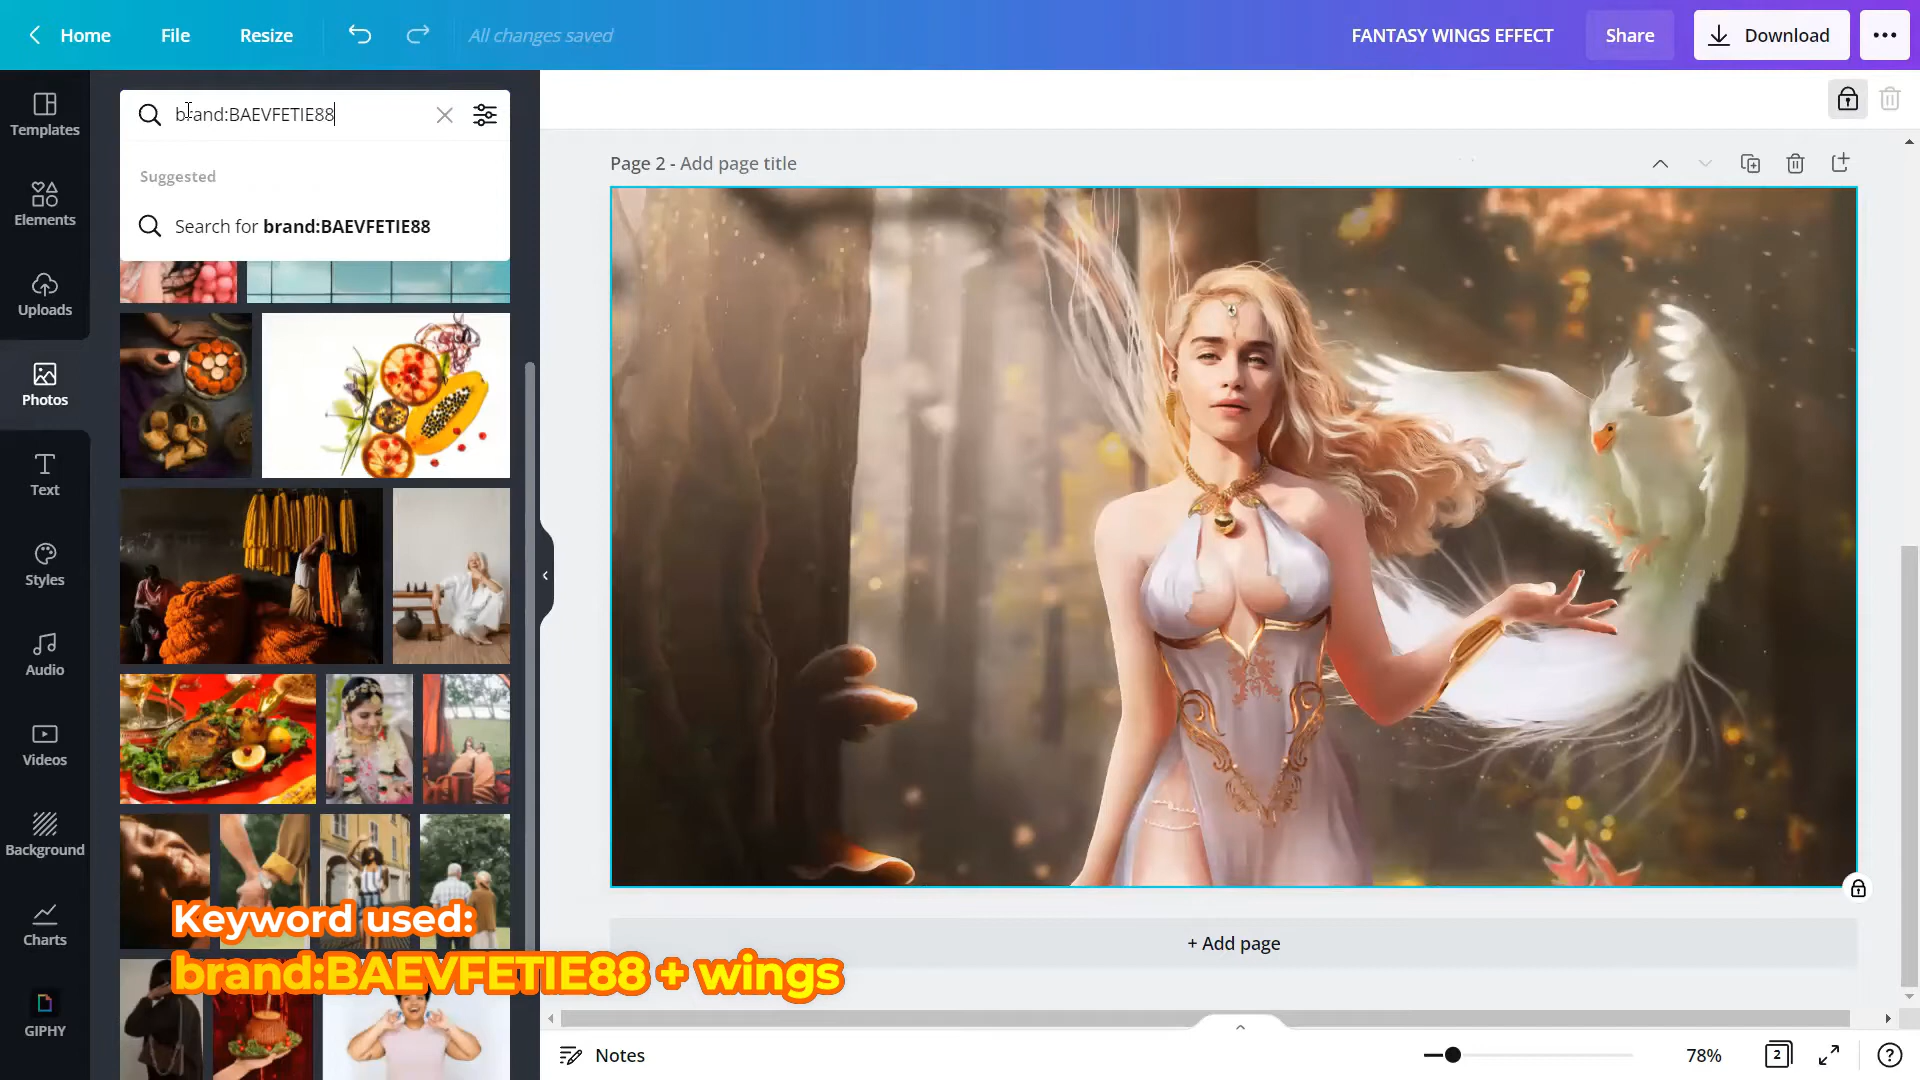 Home
File
Resize
All changes saved
FANTASY WINGS EFFECT
Share
Download
Templates
Elements
Uploads
Photos
Text
Styles
Audio
Videos
Background
Charts
GIPHY
brand:BAEVFETIE88
Suggested
Search for brand:BAEVFETIE88
Page 2 - Add page title
Keyword used:
brand:BAEVFETIE88 + wings
+ Add page
Notes
78%
2